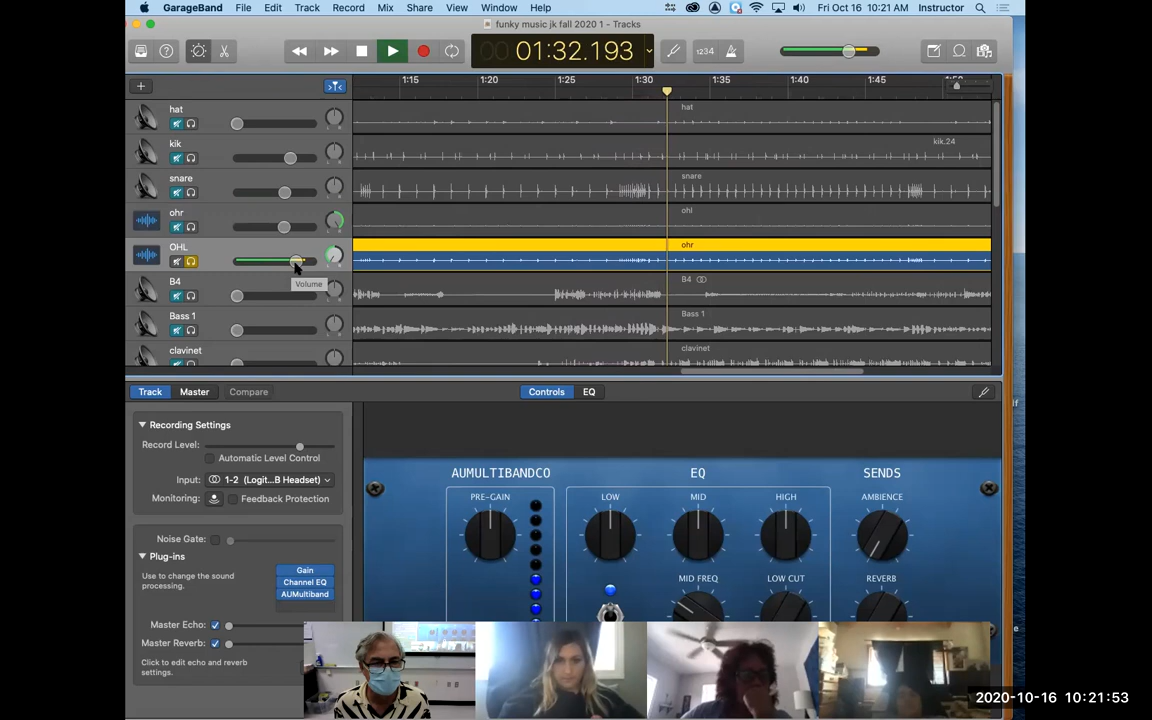 GarageBand File Edit Track Record Mix Share View Window Help Fri Oct 16 10:21 AM Instructor
funky music jk fall 2020 1 - Tracks
01:32.193
1234
1:15 1:20 1:25 1:30 1:35 1:40 1:45
hat
hat
kik
kik.24
snare
snare
ohr
ohl
OHL
ohr
Volume
B4
B4
Bass 1
Bass 1
clavinet
clavinet
Track Master Compare
Controls EQ
Recording Settings
Record Level:
Automatic Level Control
Input: 1-2 (Logit...B Headset)
Monitoring: Feedback Protection
Noise Gate:
Plug-ins
Use to change the sound
processing.
Gain
Channel EQ
AUMultiband
Master Echo:
Master Reverb:
Click to edit echo and reverb
settings.
AUMULTIBANDCO EQ SENDS
PRE-GAIN LOW MID HIGH AMBIENCE
MID FREQ LOW CUT REVERB
2020-10-16 10:21:53